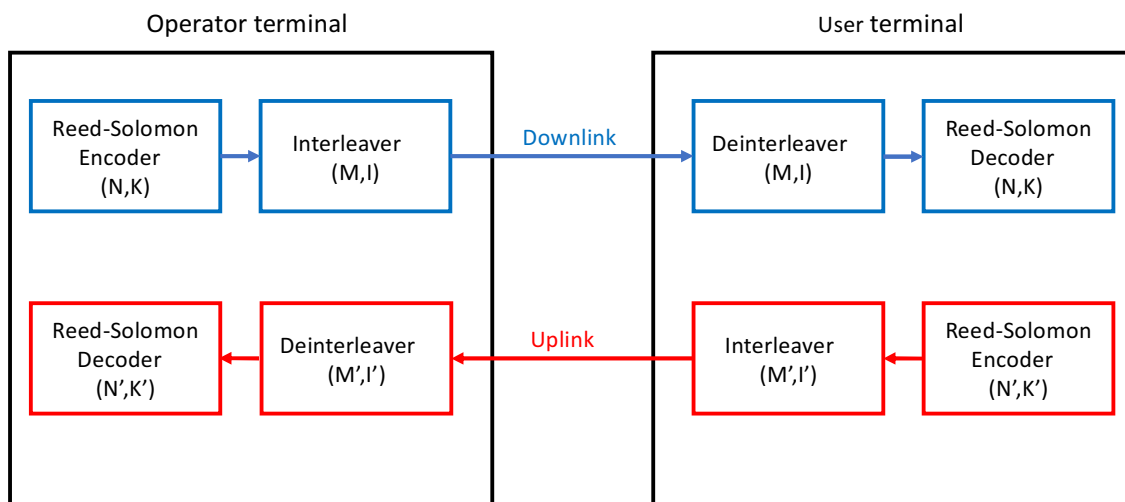 Operator terminal
User terminal
Reed-Solomon
Encoder
(N,K)
Interleaver
(M,I)
Downlink
Deinterleaver
(M,I)
Reed-Solomon
Decoder
(N,K)
Reed-Solomon
Decoder
(N’,K’)
Deinterleaver
(M’,I’)
Uplink
Interleaver
(M’,I’)
Reed-Solomon
Encoder
(N’,K’)